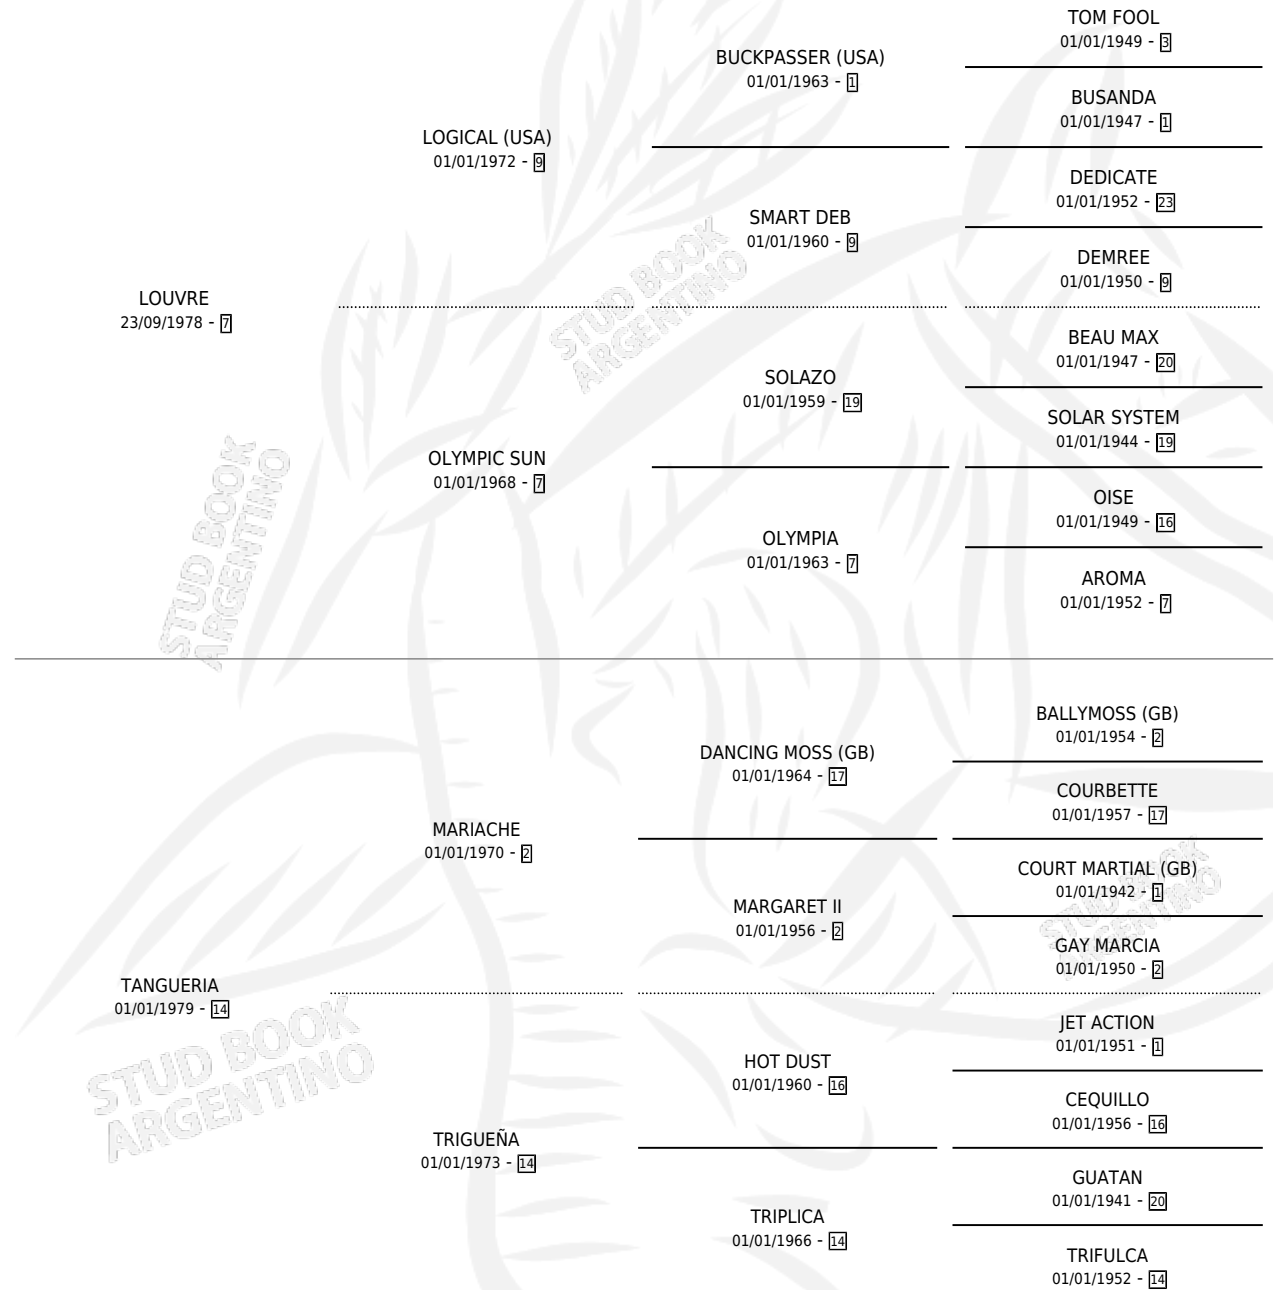 TOM FOOL
01/01/1949 - 3
BUCKPASSER (USA)
01/01/1963 - 1
BUSANDA
01/01/1947 - 1
LOGICAL (USA)
01/01/1972 - 9
DEDICATE
01/01/1952 - 23
SMART DEB
01/01/1960 - 9
DEMREE
01/01/1950 - 9
LOUVRE
23/09/1978 - 7
BEAU MAX
01/01/1947 - 20
SOLAZO
01/01/1959 - 19
SOLAR SYSTEM
01/01/1944 - 19
OLYMPIC SUN
01/01/1968 - 7
OISE
01/01/1949 - 16
OLYMPIA
01/01/1963 - 7
AROMA
01/01/1952 - 7
STUD BOOK
ARGENTINO
STUD BOOK
ARGENTINO
BALLYMOSS (GB)
01/01/1954 - 2
DANCING MOSS (GB)
01/01/1964 - 17
COURBETTE
01/01/1957 - 17
MARIACHE
01/01/1970 - 2
COURT MARTIAL (GB)
01/01/1942 - 1
MARGARET II
01/01/1956 - 2
GAY MARCIA
01/01/1950 - 2
STUD BOOK
ARGENTINO
TANGUERIA
01/01/1979 - 14
JET ACTION
01/01/1951 - 1
HOT DUST
01/01/1960 - 16
CEQUILLO
01/01/1956 - 16
TRIGUEÑA
01/01/1973 - 14
GUATAN
01/01/1941 - 20
TRIPLICA
01/01/1966 - 14
TRIFULCA
01/01/1952 - 14
STUD BOOK
ARGENTINO